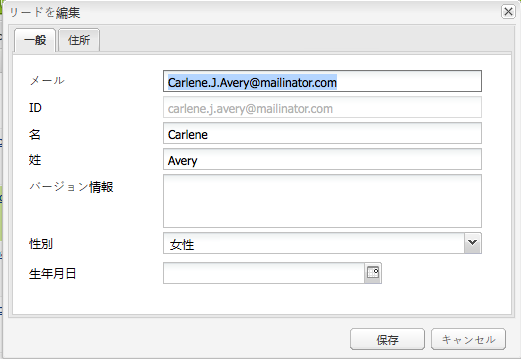 リードを編集
一般
住所
メール
Carlene.J.Avery@mailinator.com
ID
carlene.j.avery@mailinator.com
名
Carlene
姓
Avery
バージョン情報
性別
女性
生年月日
保存
キャンセル